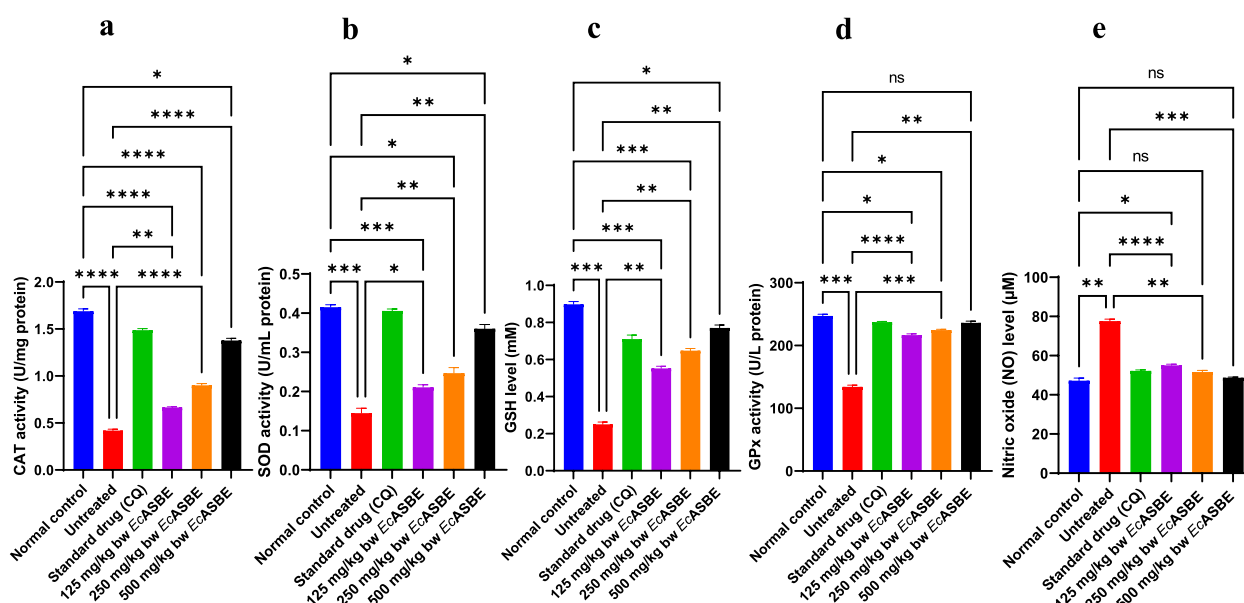 a
*
****
****
****
**
**** ****
CAT activity (U/mg protein)
2.0
1.5
1.0
0.5
0.0
Normal control
Untreated
Standard drug (CQ)
125 mg/kg bw EcASBE
250 mg/kg bw EcASBE
500 mg/kg bw EcASBE
b
*
**
*
**
***
*** *
SOD activity (U/mL protein)
0.5
0.4
0.3
0.2
0.1
0.0
Normal control
Untreated
Standard drug (CQ)
125 mg/kg bw EcASBE
250 mg/kg bw EcASBE
500 mg/kg bw EcASBE
c
*
**
***
**
***
*** **
GSH level (mM)
1.0
0.8
0.6
0.4
0.2
0.0
Normal control
Untreated
Standard drug (CQ)
125 mg/kg bw EcASBE
250 mg/kg bw EcASBE
500 mg/kg bw EcASBE
d
ns
**
*
*
****
*** ***
GPx activity (U/L protein)
300
200
100
0
Normal control
Untreated
Standard drug (CQ)
125 mg/kg bw EcASBE
250 mg/kg bw EcASBE
500 mg/kg bw EcASBE
e
ns
***
ns
*
****
** **
Nitric oxide (NO) level (µM)
100
80
60
40
20
0
Normal control
Untreated
Standard drug (CQ)
125 mg/kg bw EcASBE
250 mg/kg bw EcASBE
500 mg/kg bw EcASBE